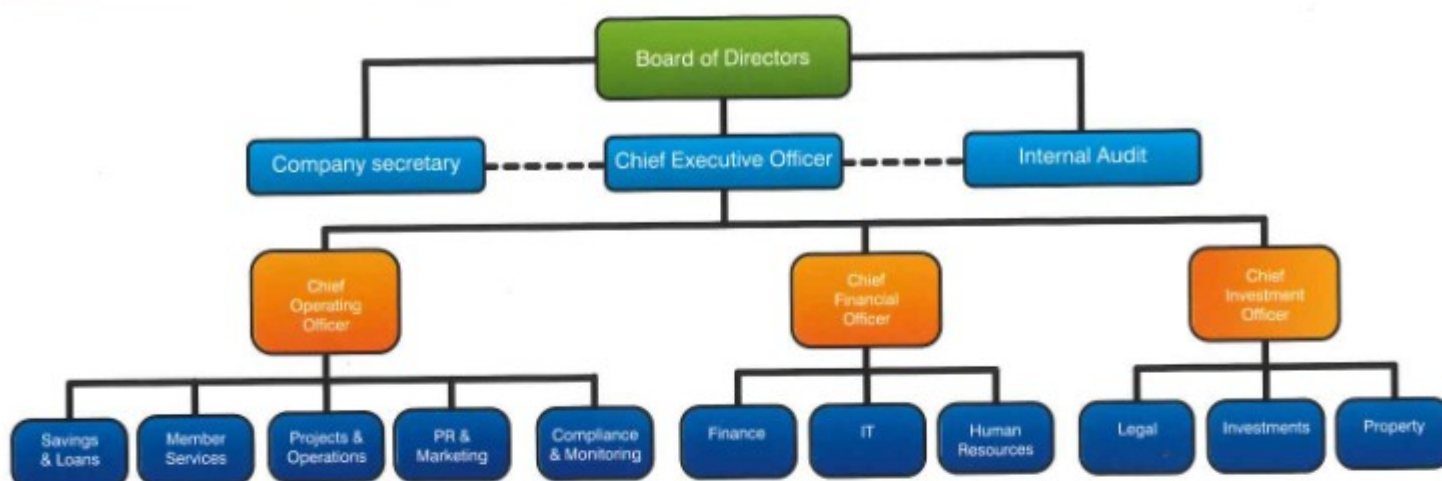 Board of Directors
Company secretary
Chief Executive Officer
Internal Audit
Chief
Operating
Officer
Chief
Financial
Officer
Chief
Investment
Officer
Savings
& Loans
Member
Services
Projects &
Operations
PR &
Marketing
Compliance
& Monitoring
Finance
IT
Human
Resources
Legal
Investments
Property